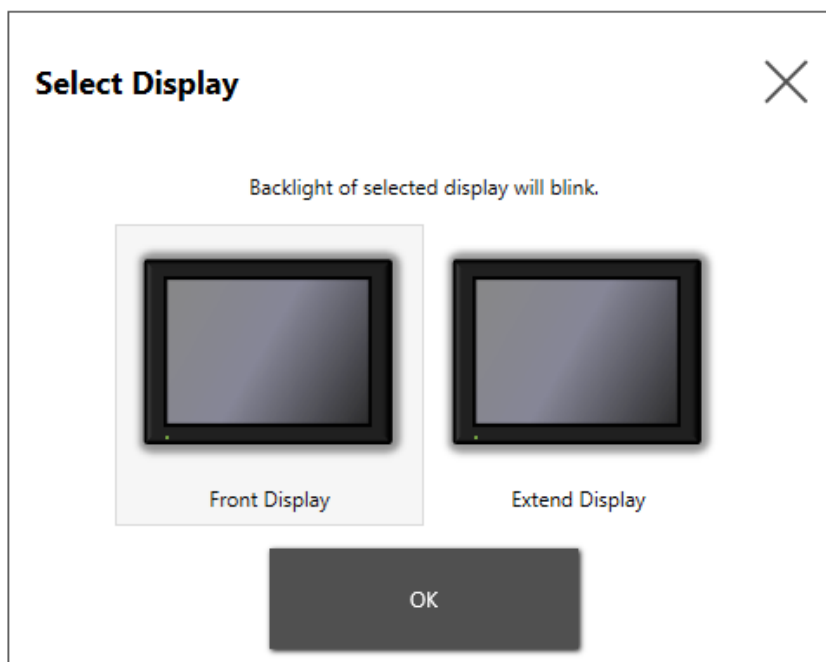 Select Display
Backlight of selected display will blink.
Front Display
Extend Display
OK